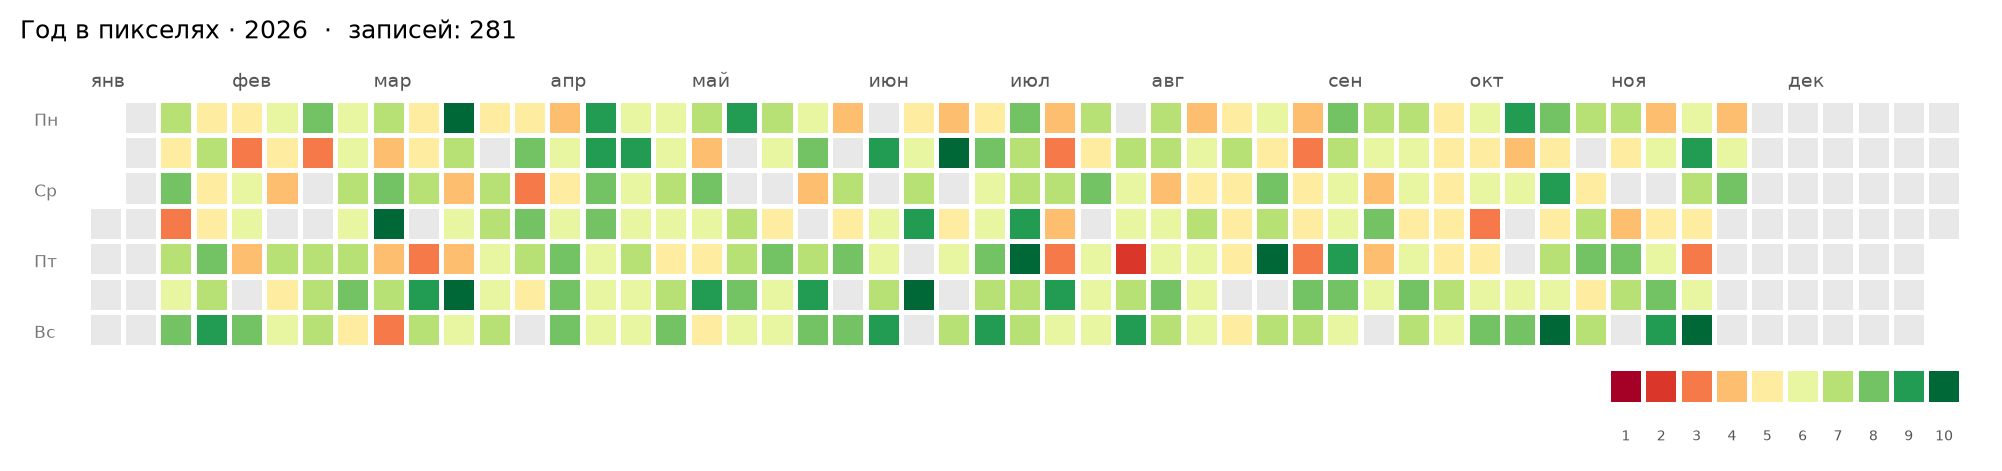 Год в пикселях · 2026 · записей: 281
янв фев мар апр май июн июл авг сен окт ноя дек
Пн
Ср
Пт
Вс
1 2 3 4 5 6 7 8 9 10